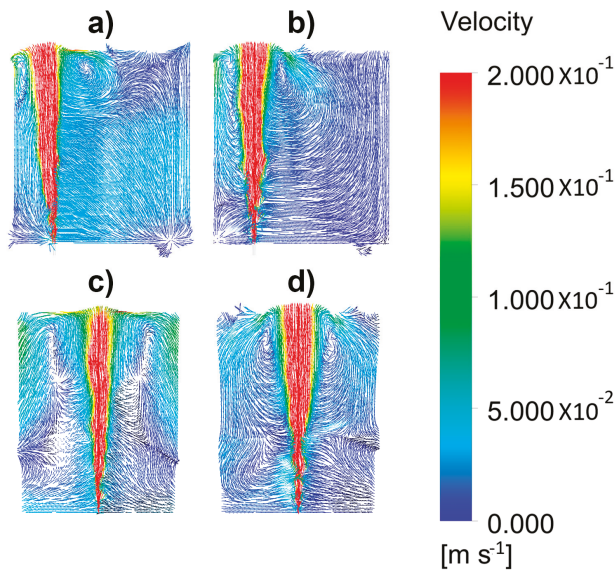 a)
b)
Velocity
2.000 X10⁻¹
1.500 X10⁻¹
1.000 X10⁻¹
5.000 X10⁻²
0.000
[m s⁻¹]
c)
d)